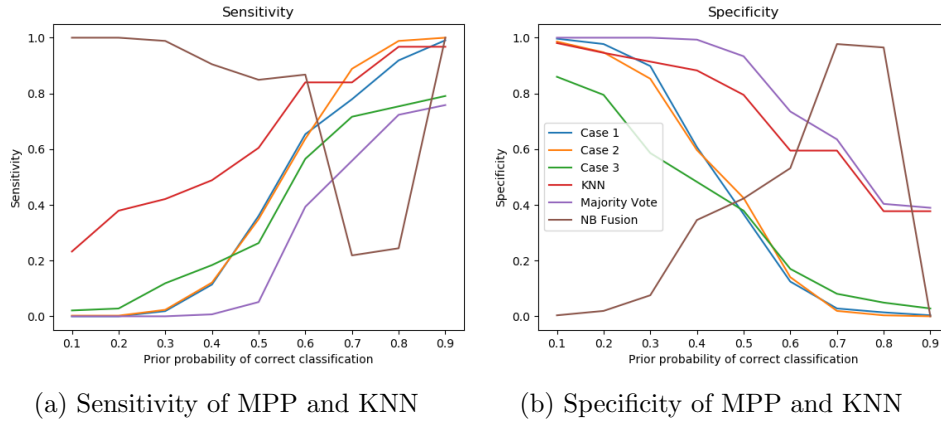 Sensitivity
1.0
0.8
0.6
0.4
0.2
0.0
Sensitivity
0.1 0.2 0.3 0.4 0.5 0.6 0.7 0.8 0.9
Prior probability of correct classification
(a) Sensitivity of MPP and KNN
Specificity
1.0
0.8
0.6
0.4
0.2
0.0
Specificity
Case 1
Case 2
Case 3
KNN
Majority Vote
NB Fusion
0.1 0.2 0.3 0.4 0.5 0.6 0.7 0.8 0.9
Prior probability of correct classification
(b) Specificity of MPP and KNN